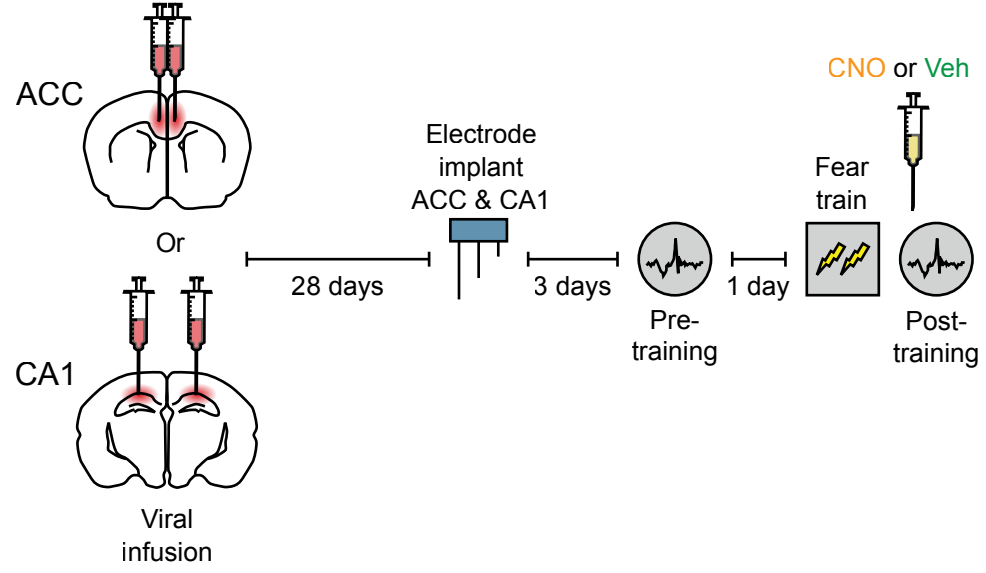 ACC
Or
CA1
Viral
infusion
28 days
Electrode
implant
ACC & CA1
3 days
Pre-
training
1 day
Fear
train
CNO or Veh
Post-
training